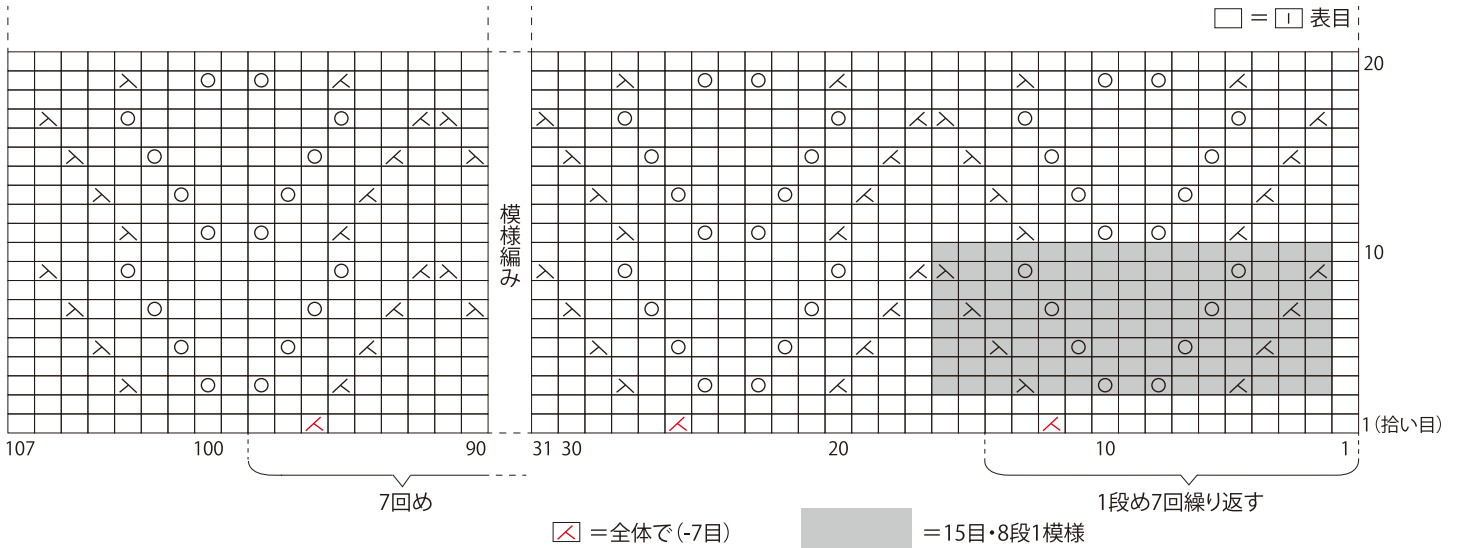 □ = 表目
20
10
模様編み
1(拾い目)
107 100 90 31 30 20 10 1
7回め
1段め7回繰り返す
=全体で(-7目)
=15目・8段1模様